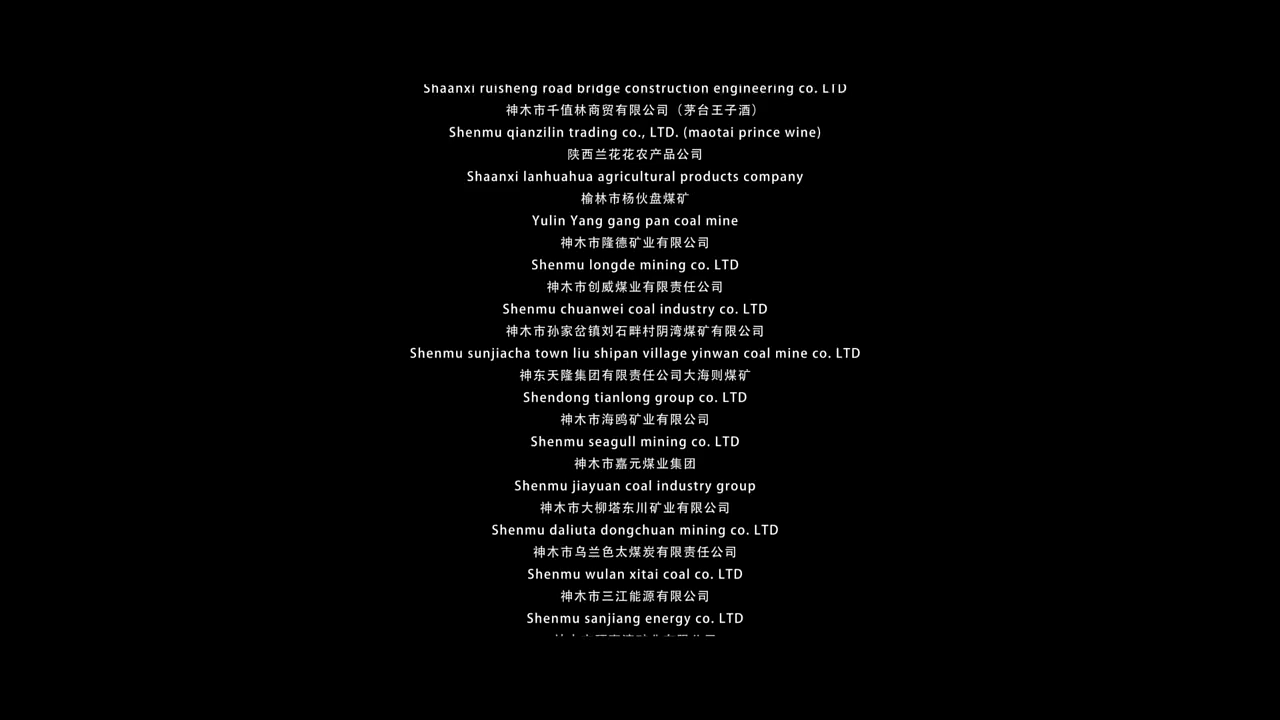 Shaanxi ruisheng road bridge construction engineering co. LTD
神木市千值林商贸有限公司（茅台王子酒）
Shenmu qianzilin trading co., LTD. (maotai prince wine)
陕西兰花花农产品公司
Shaanxi lanhuahua agricultural products company
榆林市杨伙盘煤矿
Yulin Yang gang pan coal mine
神木市隆德矿业有限公司
Shenmu longde mining co. LTD
神木市创威煤业有限责任公司
Shenmu chuanwei coal industry co. LTD
神木市孙家岔镇刘石畔村阴湾煤矿有限公司
Shenmu sunjiacha town liu shipan village yinwan coal mine co. LTD
神东天隆集团有限责任公司大海则煤矿
Shendong tianlong group co. LTD
神木市海鸥矿业有限公司
Shenmu seagull mining co. LTD
神木市嘉元煤业集团
Shenmu jiayuan coal industry group
神木市大柳塔东川矿业有限公司
Shenmu daliuta dongchuan mining co. LTD
神木市乌兰色太煤炭有限责任公司
Shenmu wulan xitai coal co. LTD
神木市三江能源有限公司
Shenmu sanjiang energy co. LTD